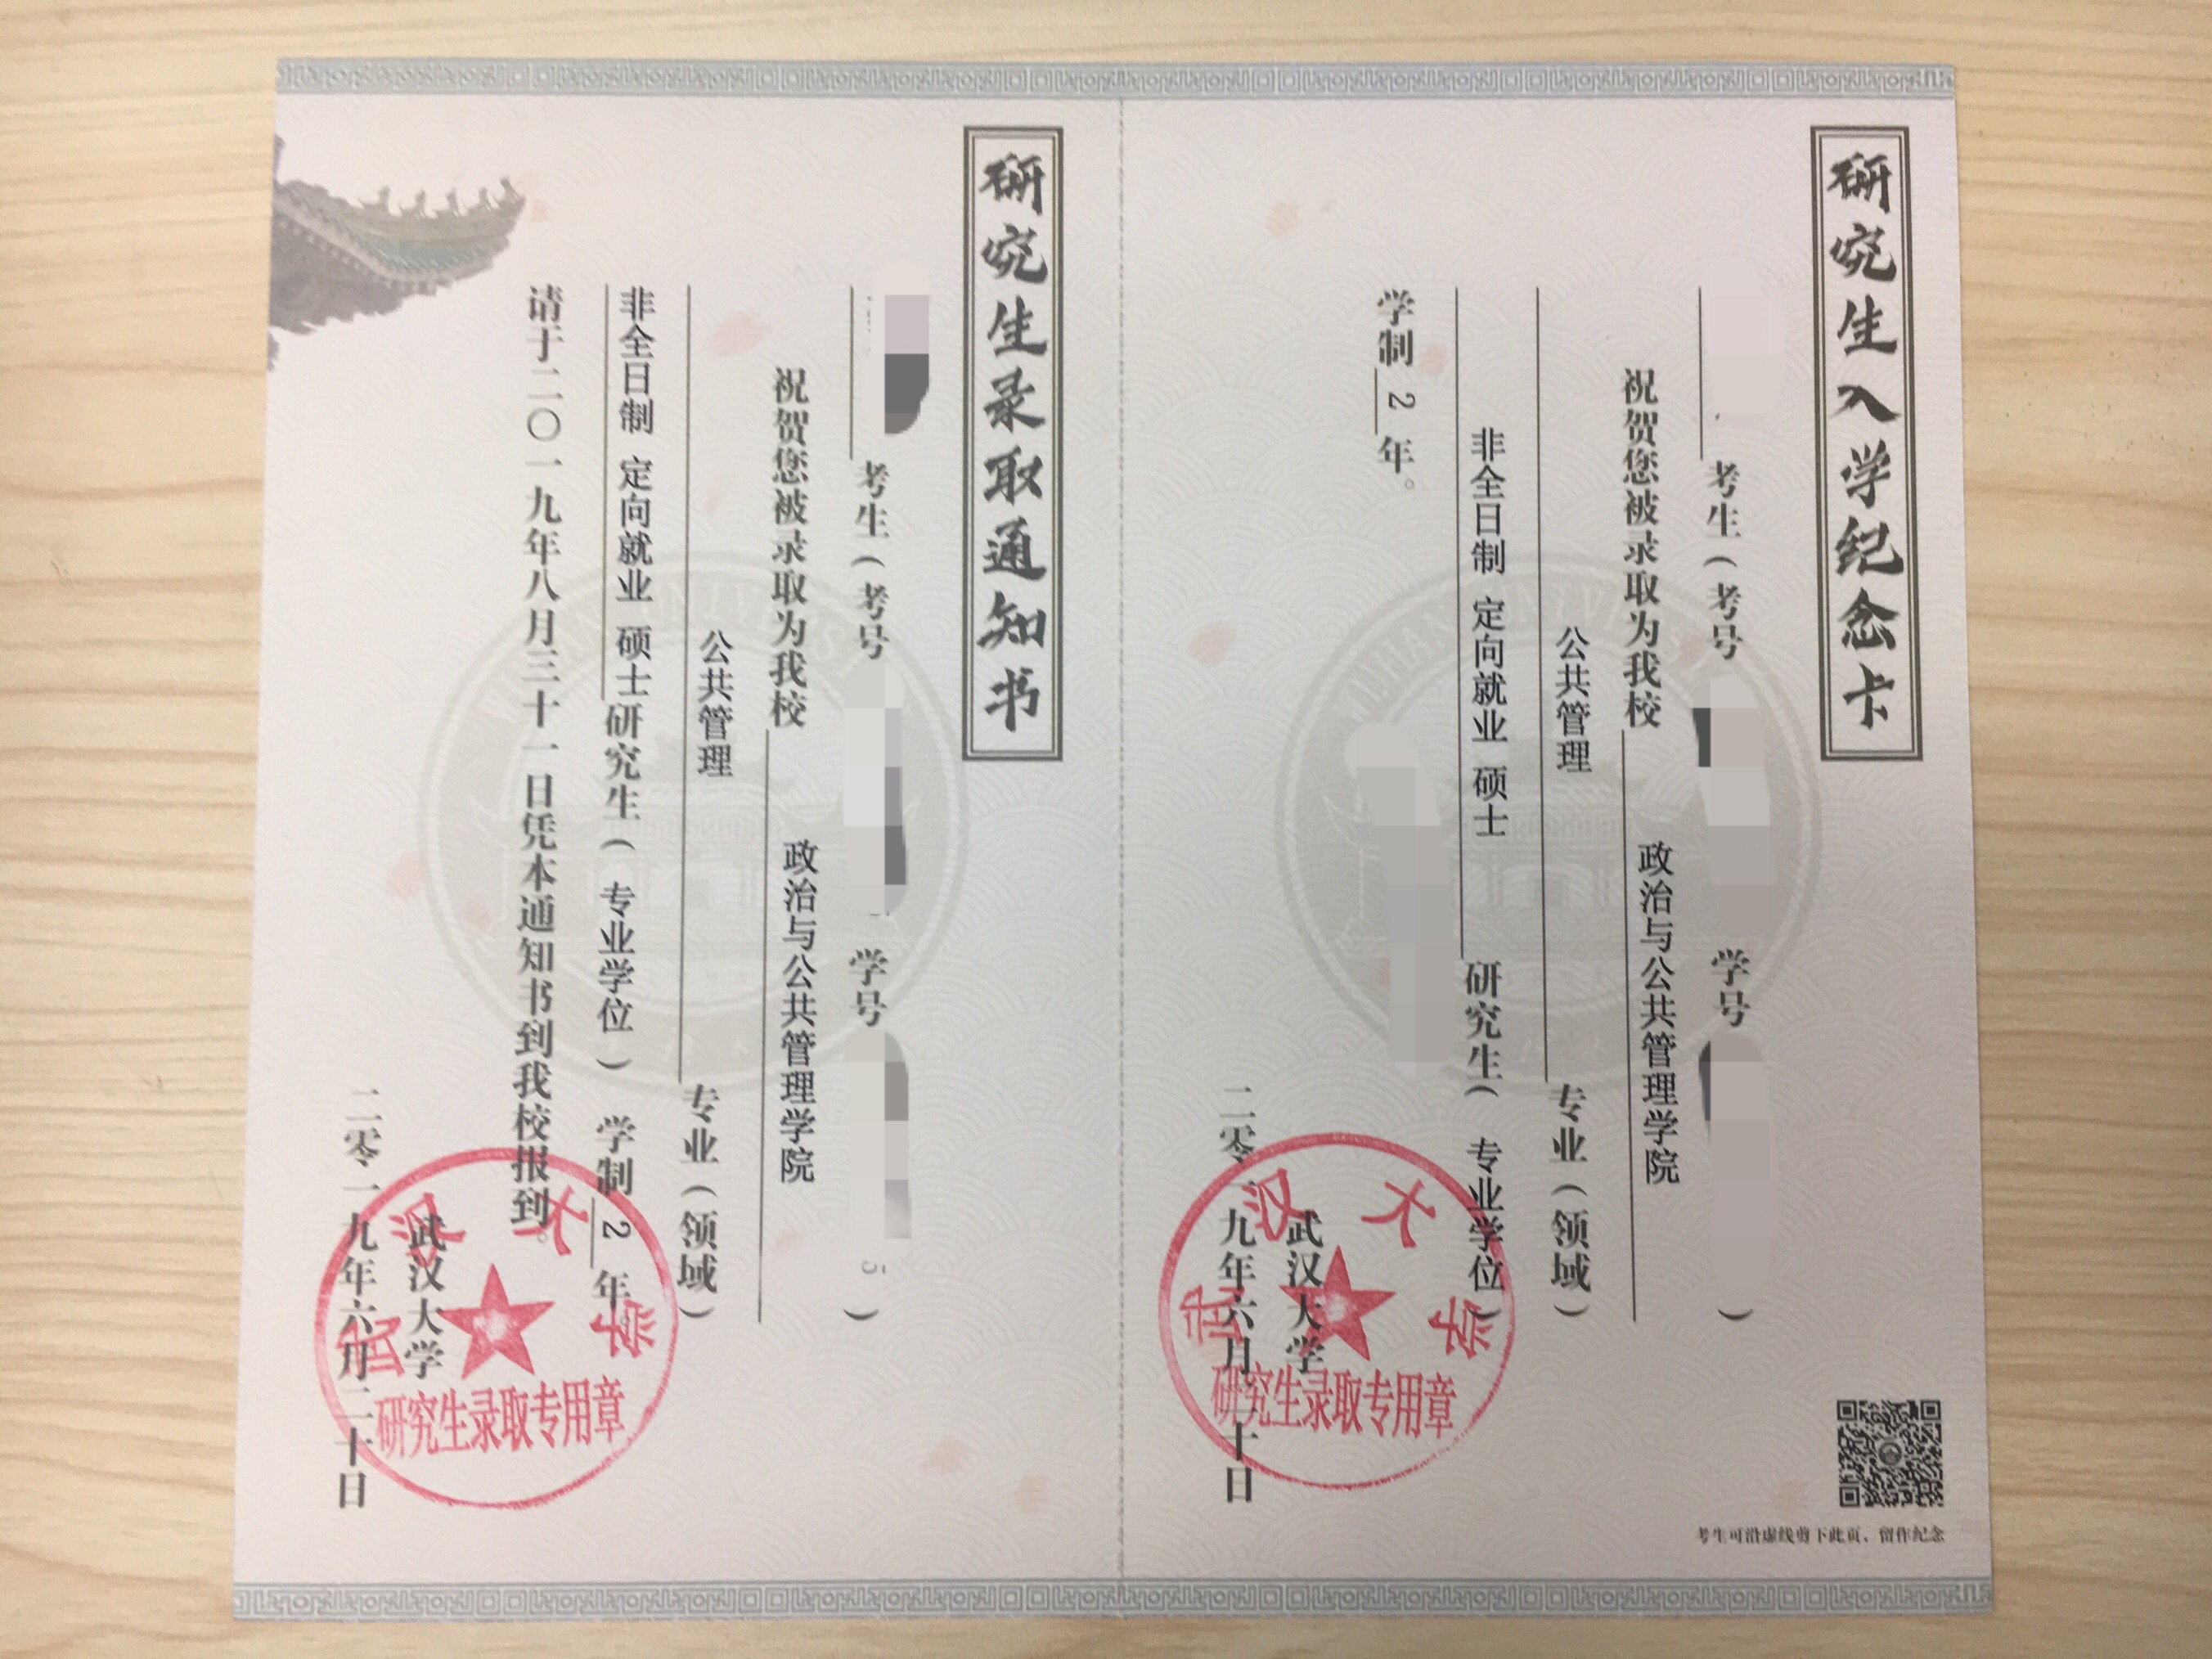 研究生入学纪念卡
考生(考号 学号 )
祝贺您被录取为我校 政治与公共管理学院
公共管理 专业(领域)
非全日制 定向就业 硕士 研究生( 专业学位)
学制 2 年。
武汉大学
二零一九年六月二十日
武汉大学
研究生录取专用章
考生可沿虚线剪下此页,留作纪念
研究生录取通知书
考生(考号 学号 5 )
祝贺您被录取为我校 政治与公共管理学院
公共管理 专业(领域)
非全日制 定向就业 硕士研究生( 专业学位) 学制 2 年。
请于二〇一九年八月三十一日凭本通知书到我校报到。
武汉大学
二零一九年六月二十日
武汉大学
研究生录取专用章